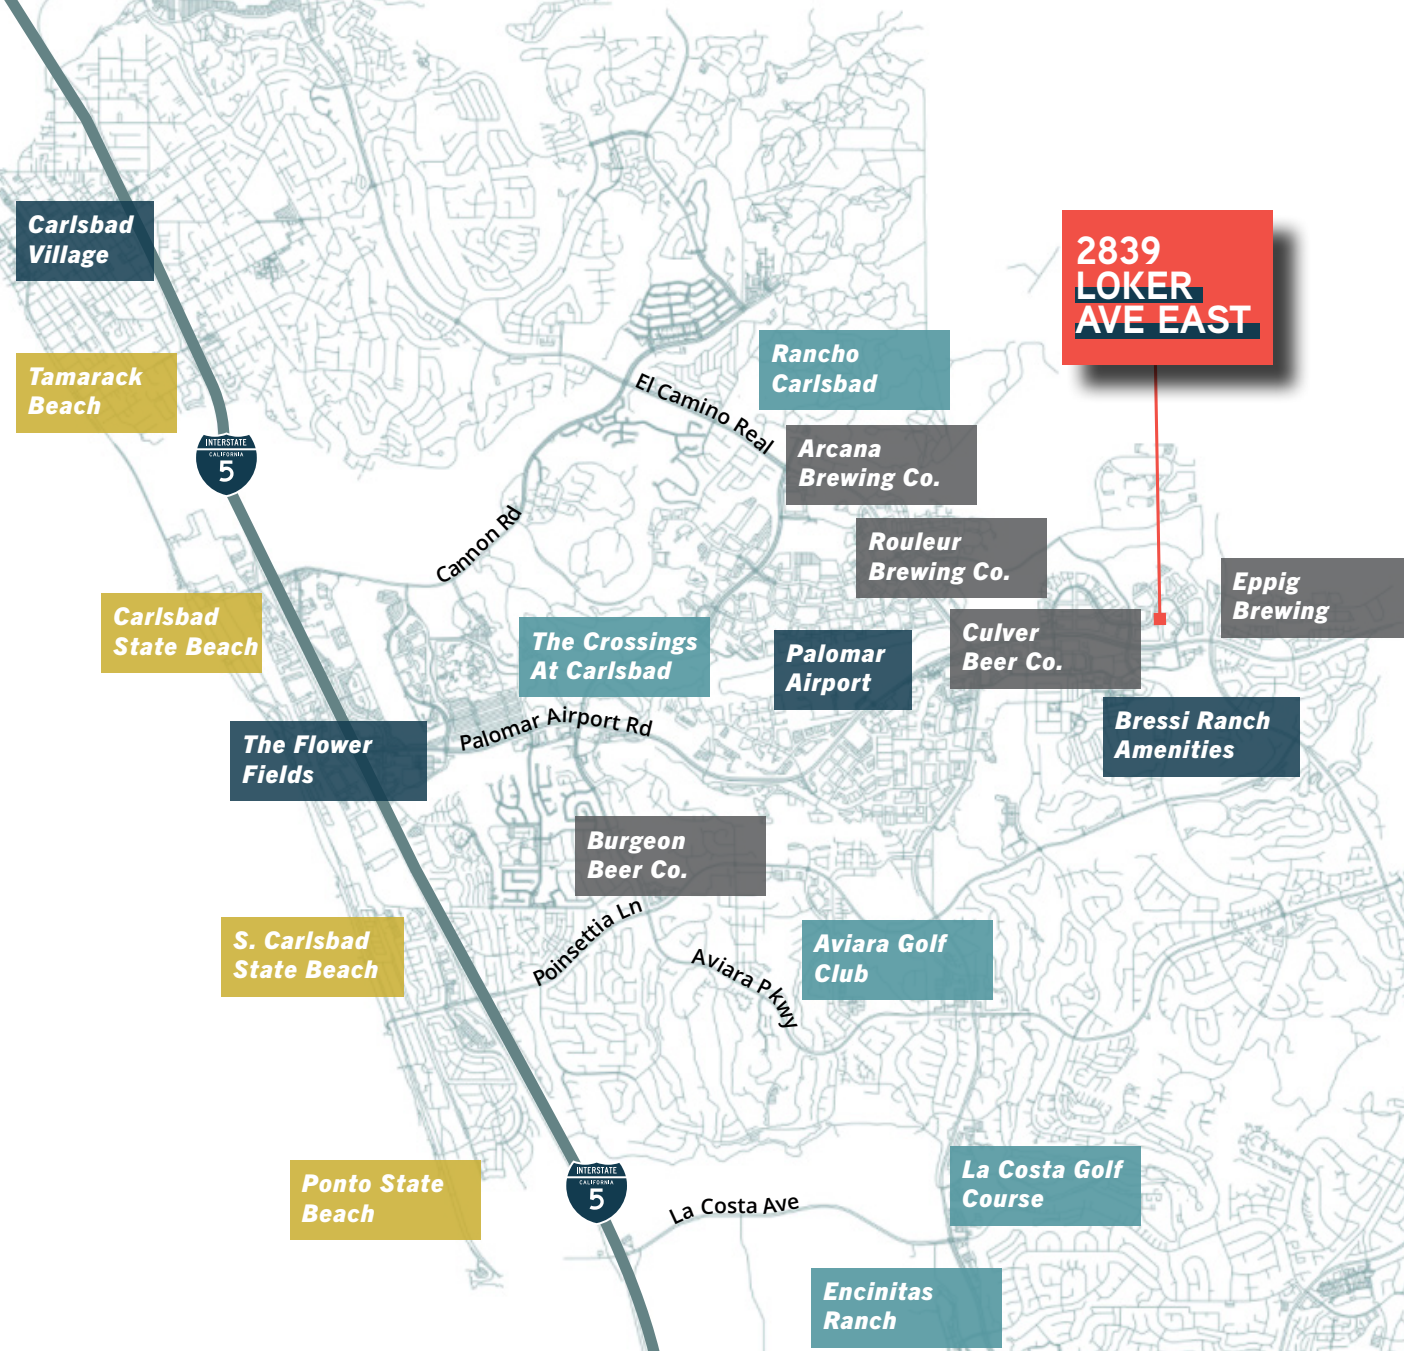 Carlsbad
Village
2839
LOKER
AVE EAST
Tamarack
Beach
Rancho
Carlsbad
El Camino Real
INTERSTATE
CALIFORNIA
5
Arcana
Brewing Co.
Cannon Rd
Rouleur
Brewing Co.
Eppig
Brewing
Carlsbad
State Beach
The Crossings
At Carlsbad
Palomar
Airport
Culver
Beer Co.
Palomar Airport Rd
The Flower
Fields
Bressi Ranch
Amenities
Burgeon
Beer Co.
Poinsettia Ln
S. Carlsbad
State Beach
Aviara Pkwy
Aviara Golf
Club
Ponto State
Beach
INTERSTATE
CALIFORNIA
5
La Costa Ave
La Costa Golf
Course
Encinitas
Ranch